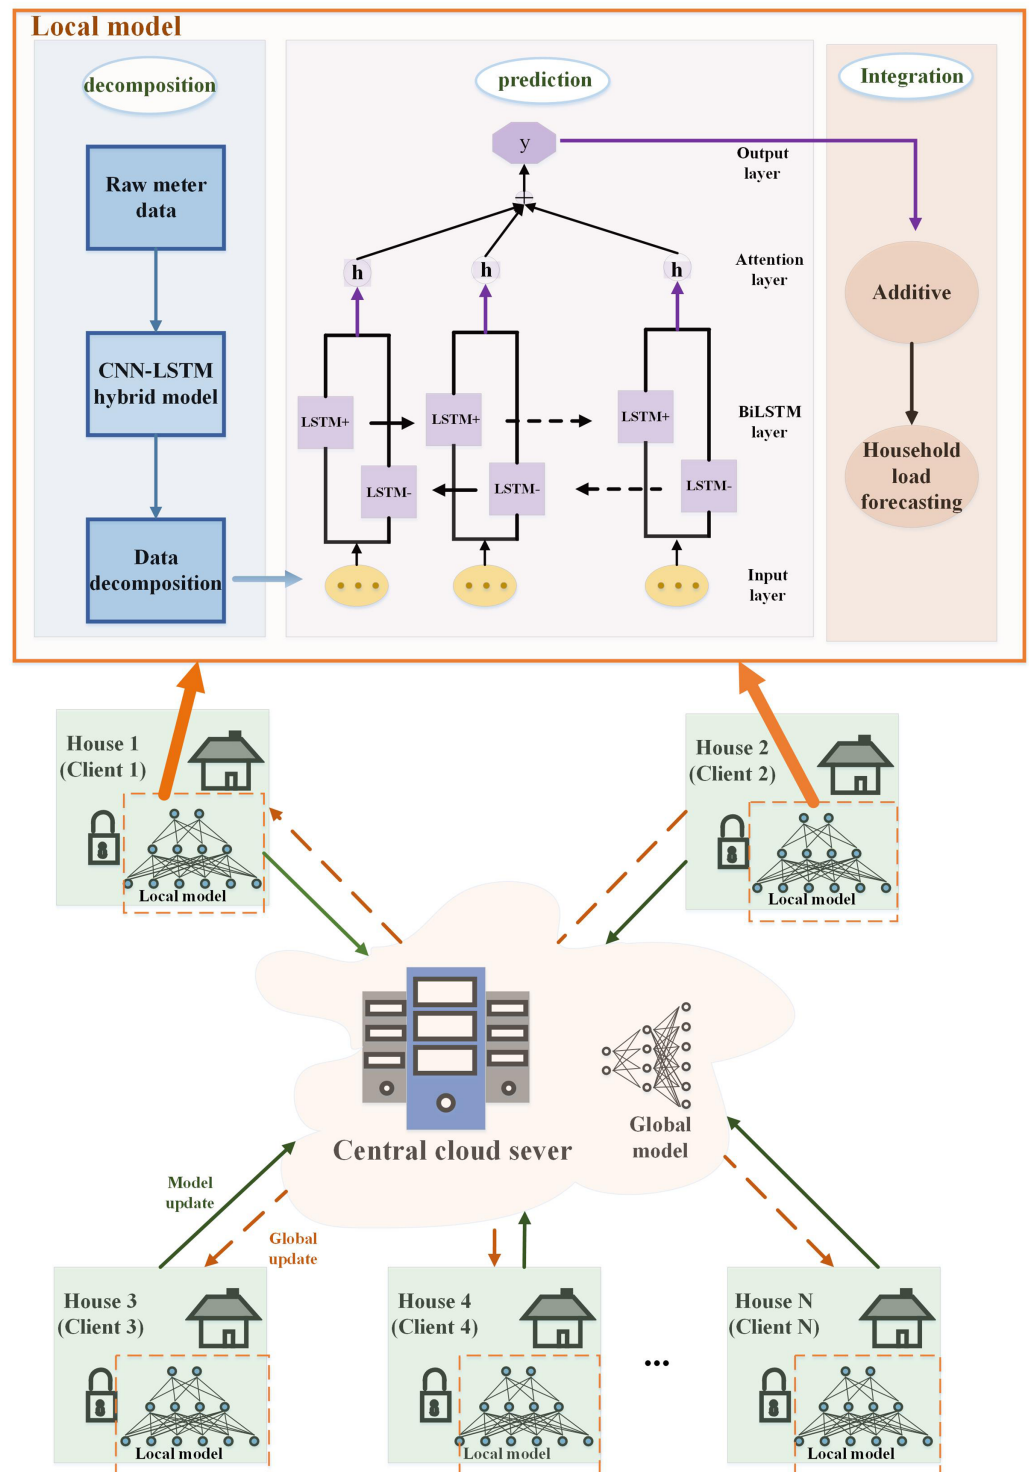 Local model
decomposition
prediction
Integration
Raw meter
data
CNN-LSTM
hybrid model
Data
decomposition
y
Output
layer
h
h
h
Attention
layer
LSTM+
LSTM+
LSTM+
BiLSTM
layer
LSTM-
LSTM-
LSTM-
Input
layer
Additive
Household
load
forecasting
House 1
(Client 1)
Local model
House 2
(Client 2)
Local model
Central cloud sever
Global
model
Model
update
Global
update
House 3
(Client 3)
Local model
House 4
(Client 4)
Local model
...
House N
(Client N)
Local model